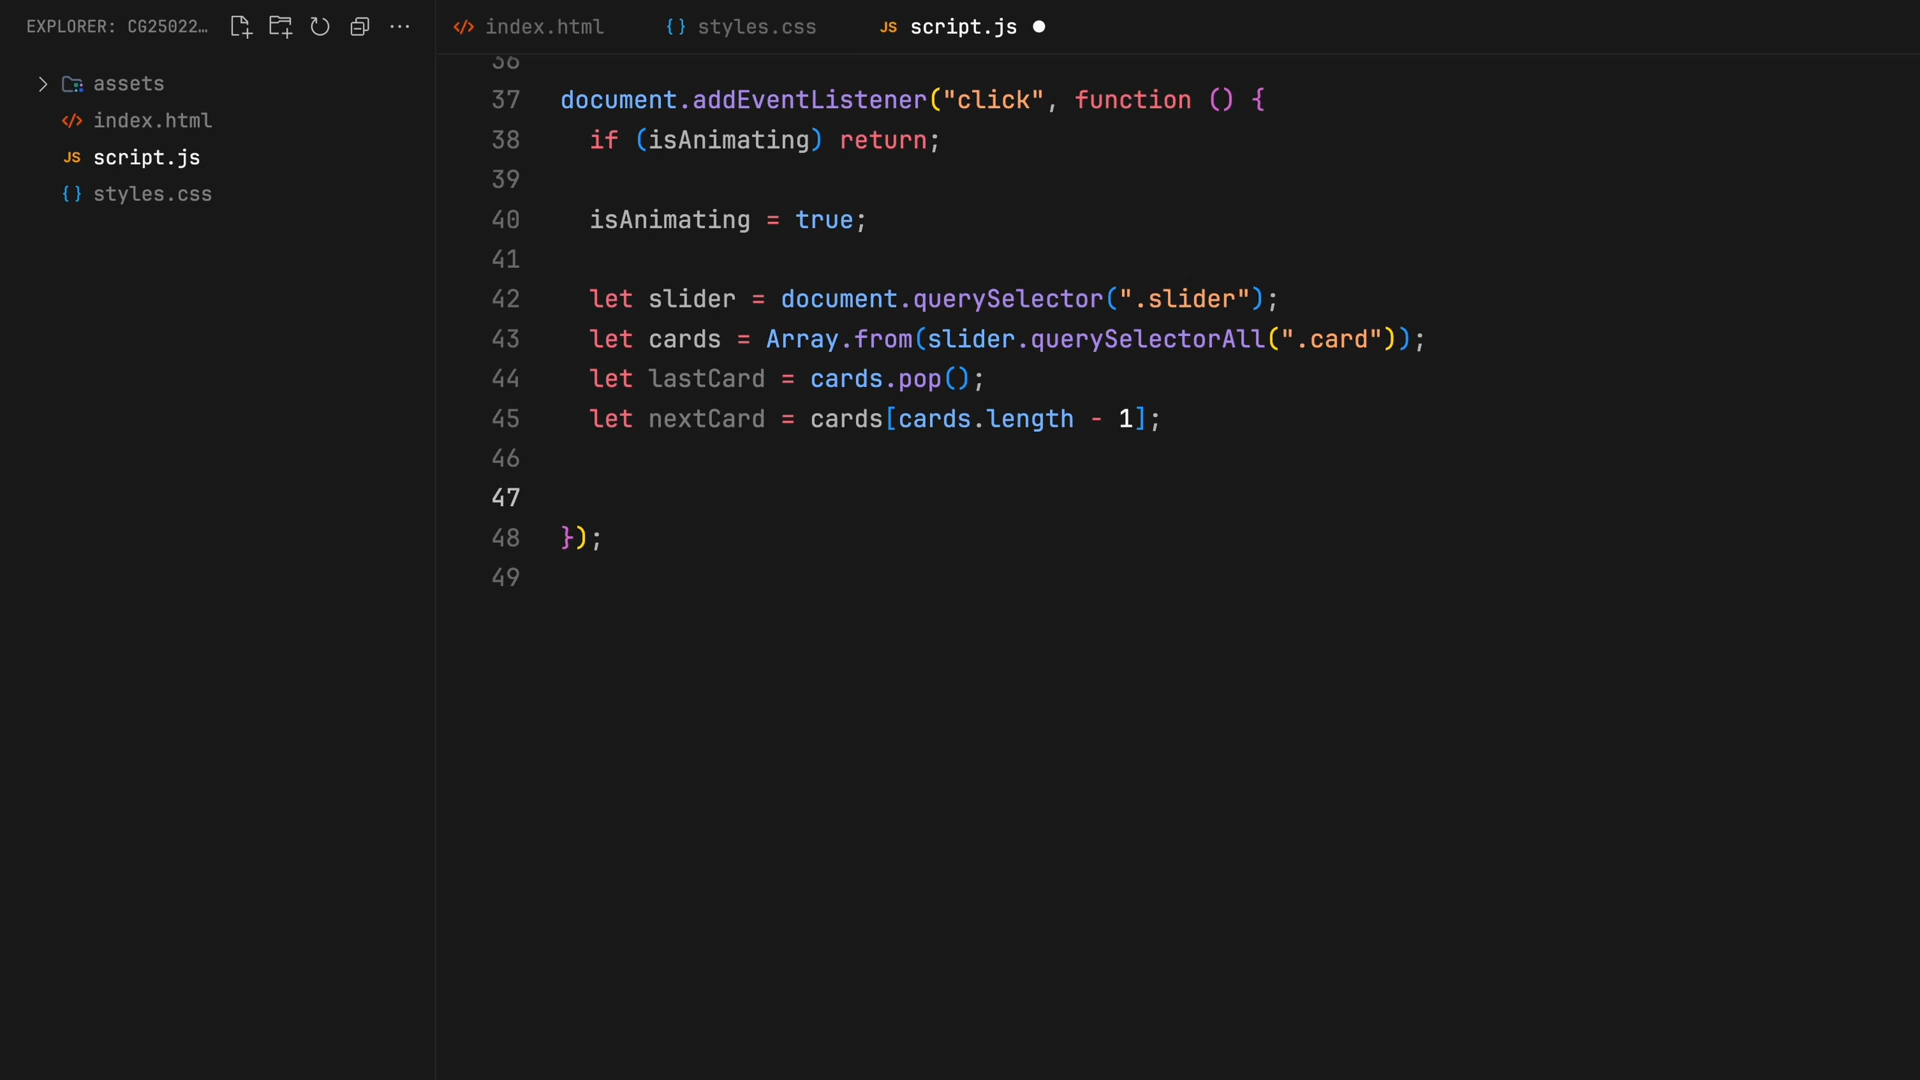 EXPLORER: CG25022…
assets
index.html
script.js
styles.css
index.html
styles.css
JS script.js
36
37 document.addEventListener("click", function () {
38 if (isAnimating) return;
39
40 isAnimating = true;
41
42 let slider = document.querySelector(".slider");
43 let cards = Array.from(slider.querySelectorAll(".card"));
44 let lastCard = cards.pop();
45 let nextCard = cards[cards.length - 1];
46
47
48 });
49